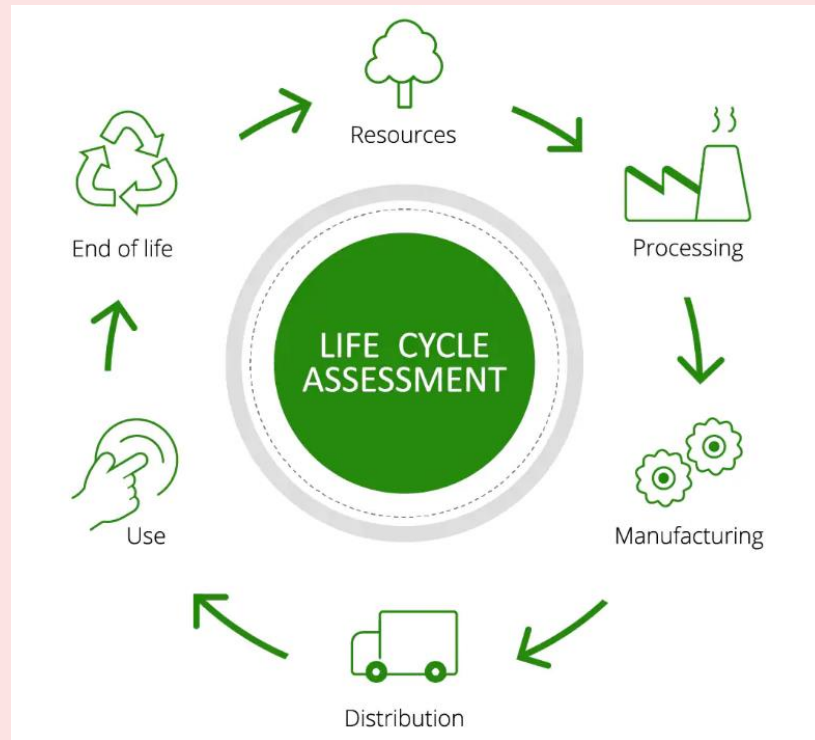 Resources
Processing
Manufacturing
Distribution
Use
End of life
LIFE CYCLE
ASSESSMENT